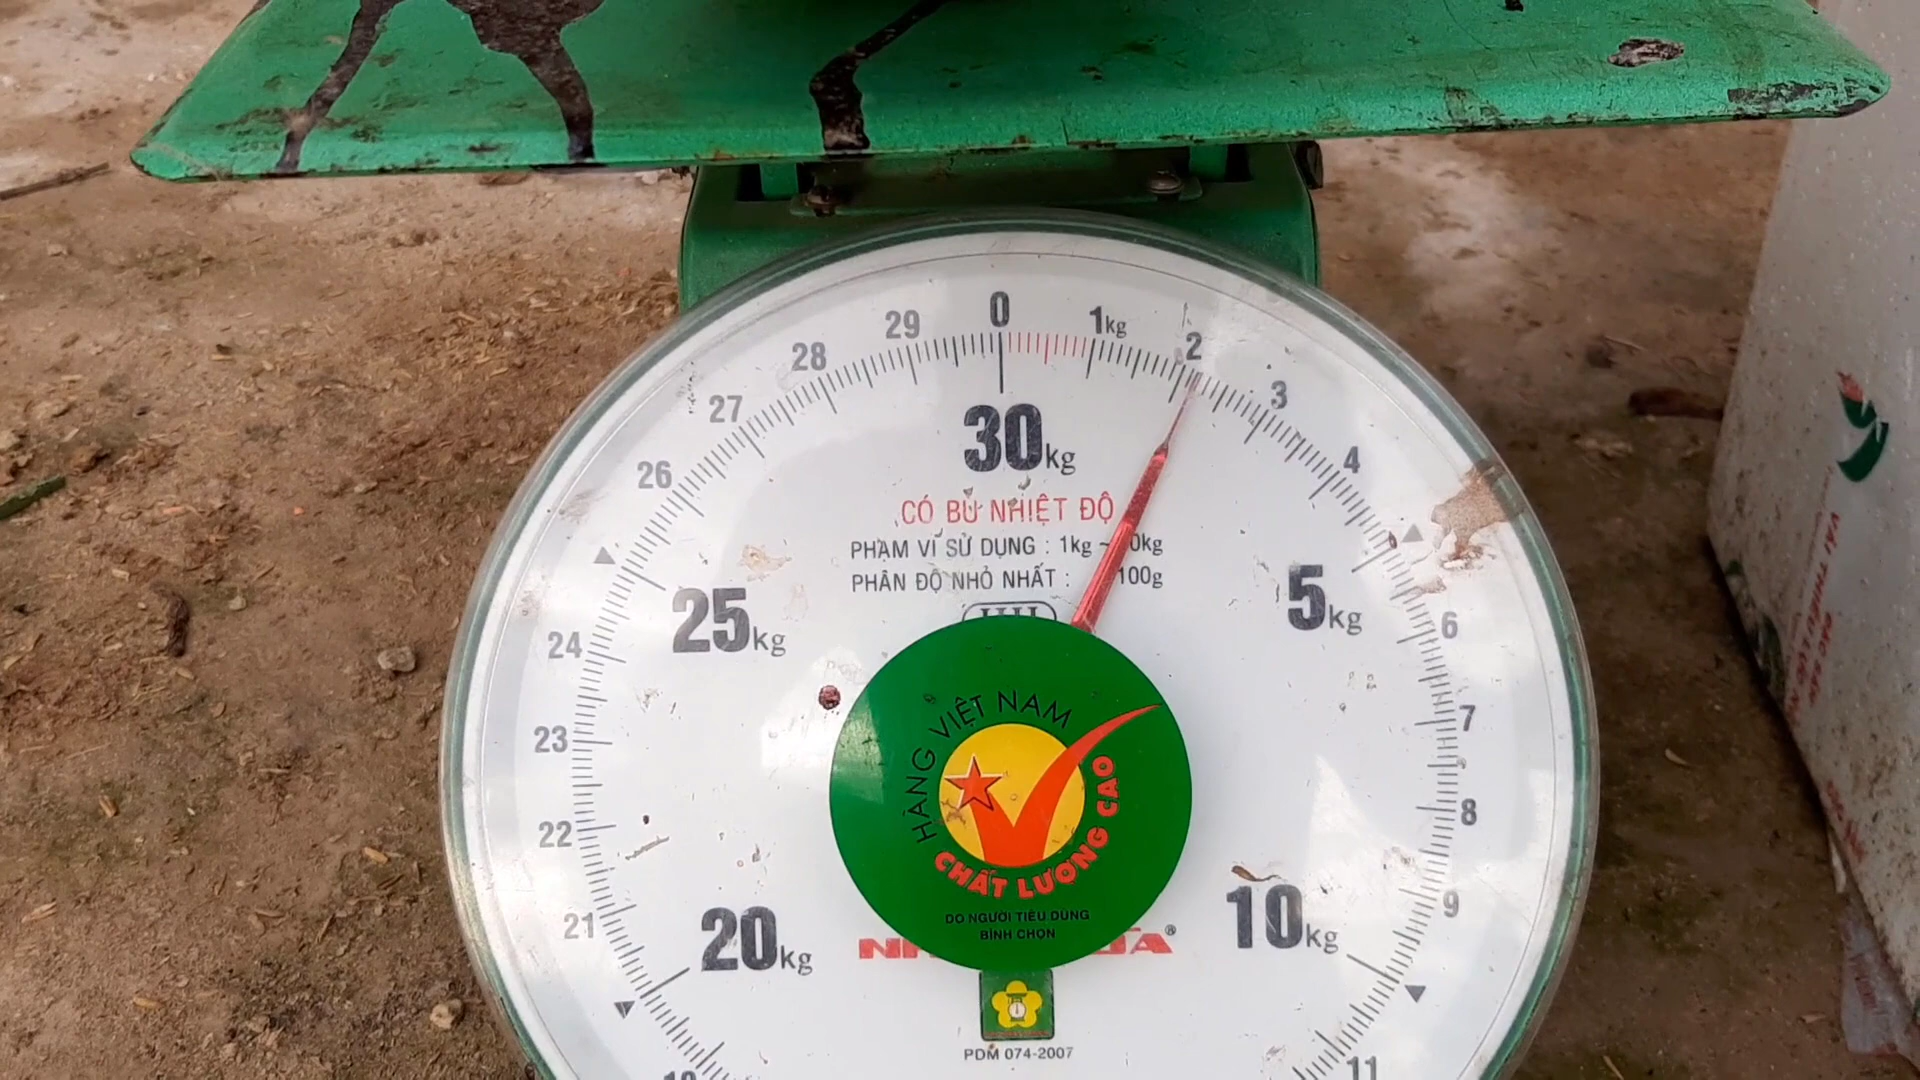 0
1kg
2
3
4
5kg
6
7
8
9
10kg
11
20kg
21
22
23
24
25kg
26
27
28
29
30kg
CÓ BÙ NHIỆT ĐỘ
PHẠM VI SỬ DỤNG : 1kg
PHÂN ĐỘ NHỎ NHẤT : 100g
HÀNG VIỆT NAM
CHẤT LƯỢNG CAO
DO NGƯỜI TIÊU DÙNG
BÌNH CHỌN
PDM 074-2007